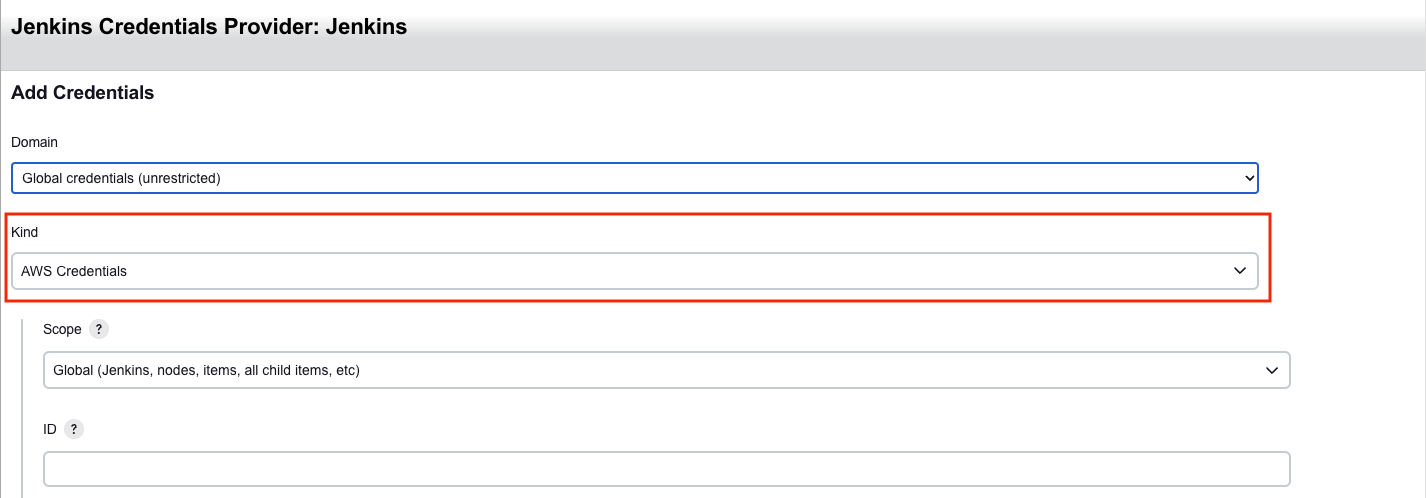 Jenkins Credentials Provider: Jenkins
Add Credentials
Domain
Global credentials (unrestricted)
Kind
AWS Credentials
Scope ?
Global (Jenkins, nodes, items, all child items, etc)
ID ?